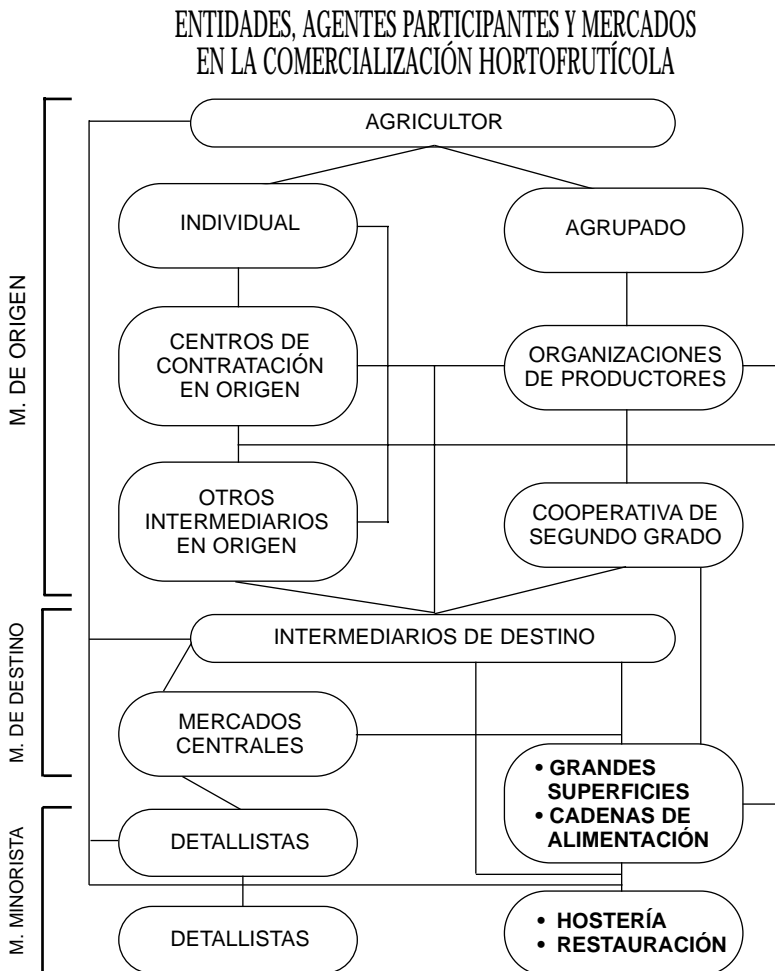 ENTIDADES, AGENTES PARTICIPANTES Y MERCADOS
EN LA COMERCIALIZACIÓN HORTOFRUTÍCOLA
M. DE ORIGEN
AGRICULTOR
INDIVIDUAL
AGRUPADO
CENTROS DE
CONTRATACIÓN
EN ORIGEN
ORGANIZACIONES
DE PRODUCTORES
OTROS
INTERMEDIARIOS
EN ORIGEN
COOPERATIVA DE
SEGUNDO GRADO
M. DE DESTINO
INTERMEDIARIOS DE DESTINO
MERCADOS
CENTRALES
• GRANDES
SUPERFICIES
• CADENAS DE
ALIMENTACIÓN
M. MINORISTA
DETALLISTAS
DETALLISTAS
• HOSTERÍA
• RESTAURACIÓN